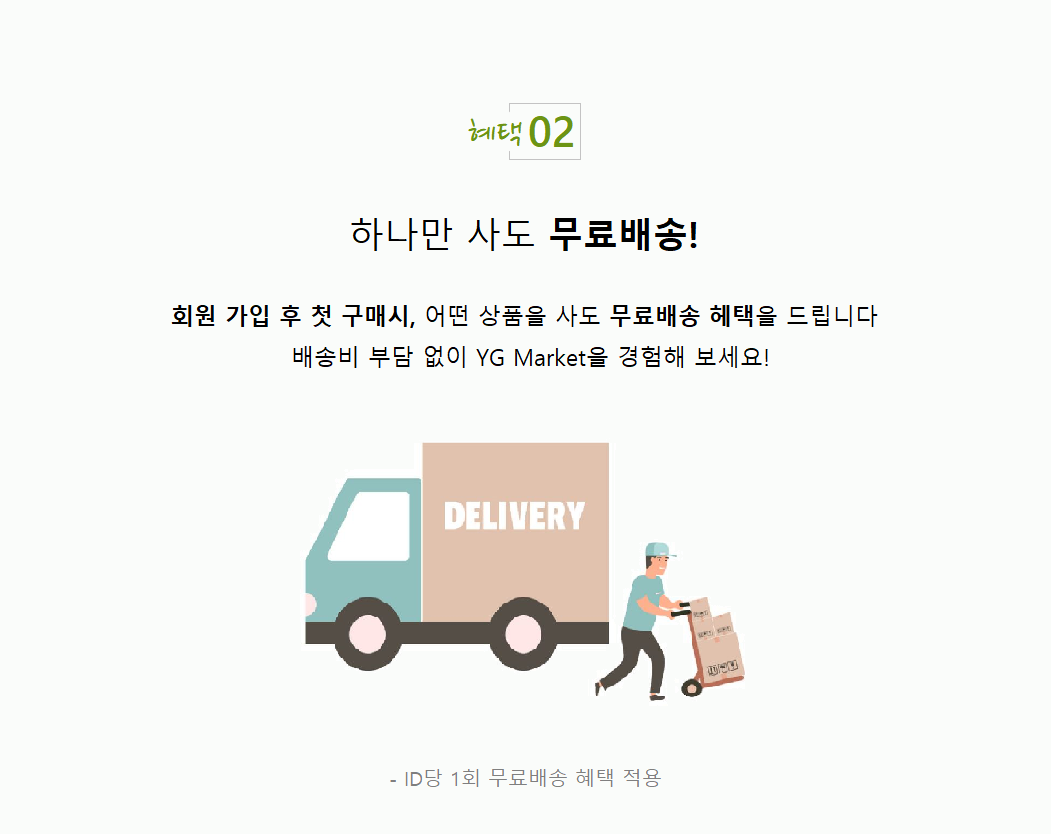 혜택 02
하나만 사도 무료배송!
회원 가입 후 첫 구매시, 어떤 상품을 사도 무료배송 헤택을 드립니다
배송비 부담 없이 YG Market을 경험해 보세요!
DELIVERY
- ID당 1회 무료배송 혜택 적용